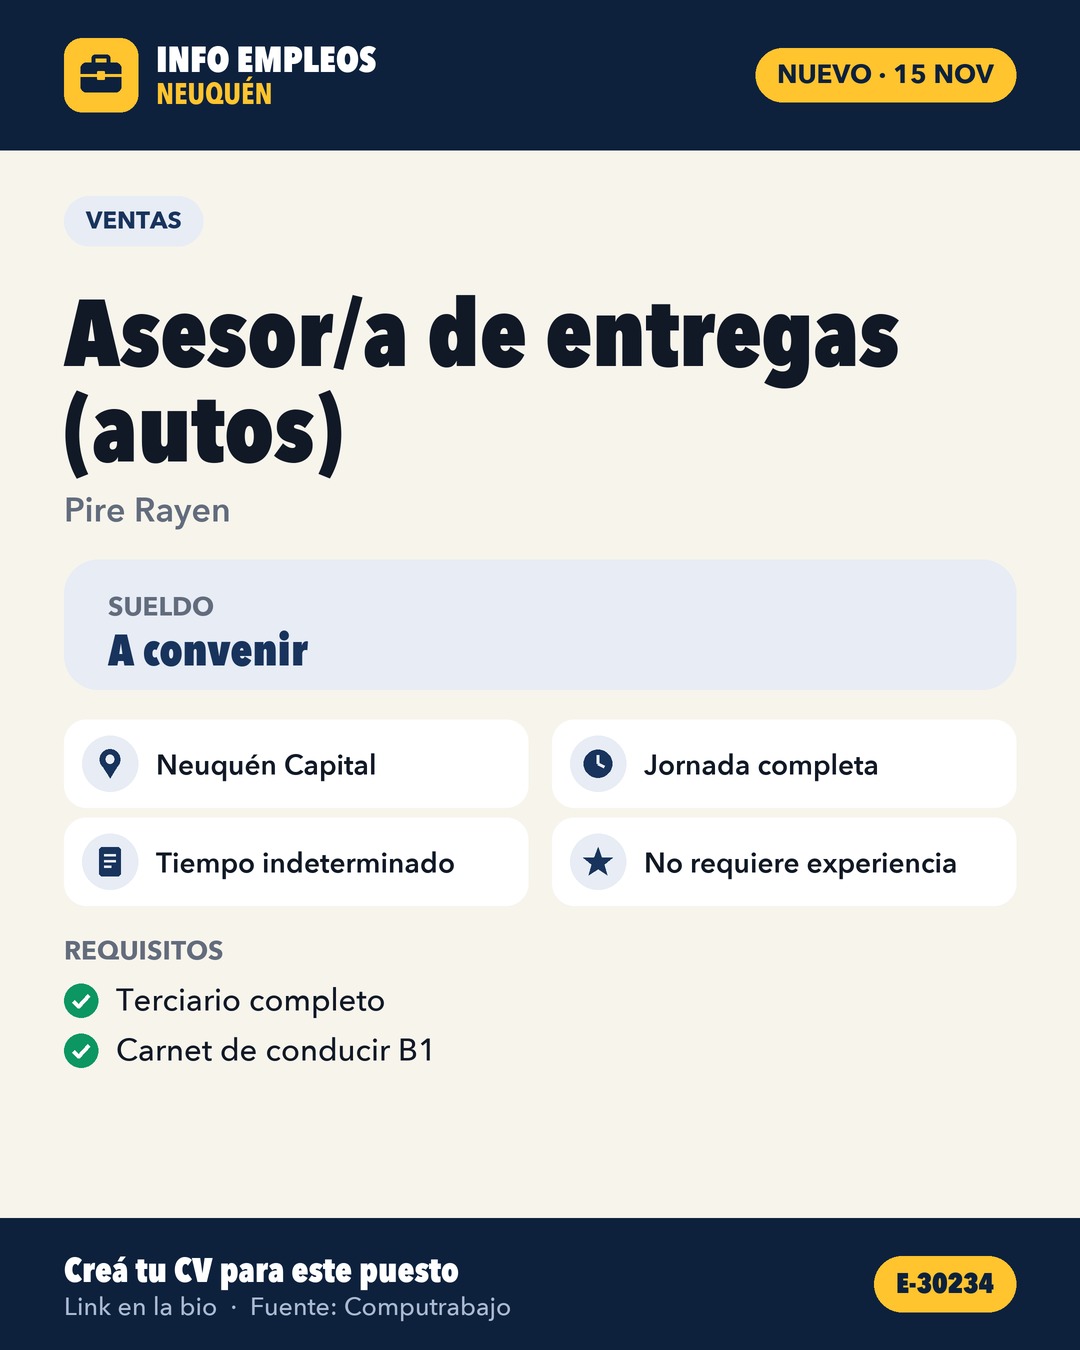 INFO EMPLEOS
NEUQUÉN
NUEVO · 15 NOV
VENTAS
Asesor/a de entregas
(autos)
Pire Rayen
SUELDO
A convenir
Neuquén Capital
Jornada completa
Tiempo indeterminado
No requiere experiencia
REQUISITOS
Terciario completo
Carnet de conducir B1
Creá tu CV para este puesto
Link en la bio · Fuente: Computrabajo
E-30234